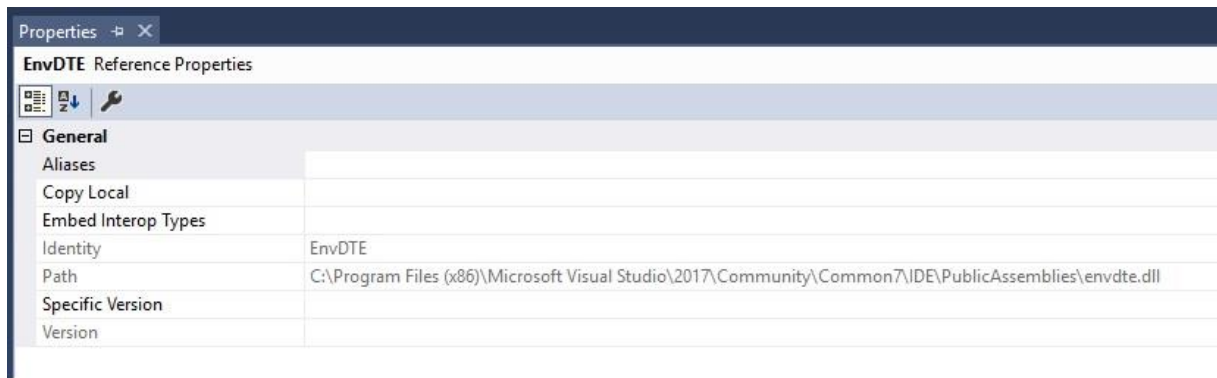 Properties
EnvDTE Reference Properties
General
Aliases
Copy Local
Embed Interop Types
Identity EnvDTE
Path C:\Program Files (x86)\Microsoft Visual Studio\2017\Community\Common7\IDE\PublicAssemblies\envdte.dll
Specific Version
Version